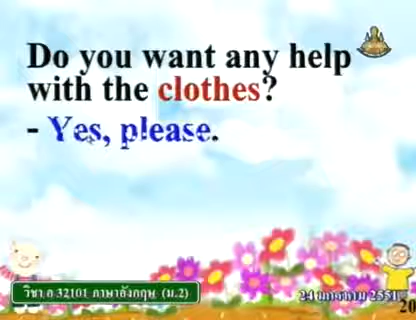 Do you want any help
with the clothes?
- Yes, please.
วิชา อ 32101 ภาษาอังกฤษ (ม.2)
24 มกราคม 2551
20